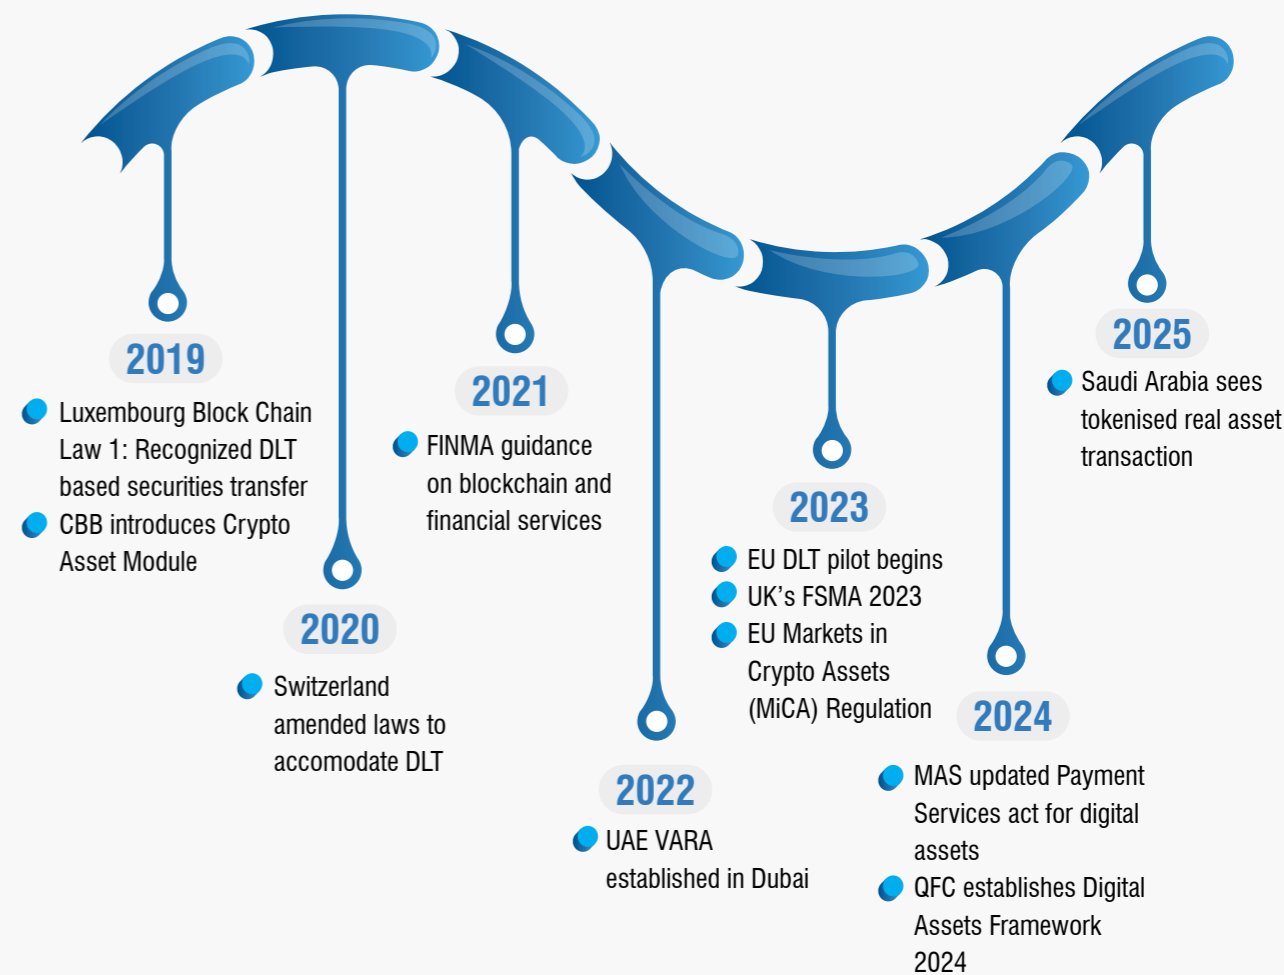 2019
Luxembourg Block Chain
Law 1: Recognized DLT
based securities transfer
CBB introduces Crypto
Asset Module
2020
Switzerland
amended laws to
accomodate DLT
2021
FINMA guidance
on blockchain and
financial services
2022
UAE VARA
established in Dubai
2023
EU DLT pilot begins
UK's FSMA 2023
EU Markets in
Crypto Assets
(MiCA) Regulation
2024
MAS updated Payment
Services act for digital
assets
QFC establishes Digital
Assets Framework
2024
2025
Saudi Arabia sees
tokenised real asset
transaction